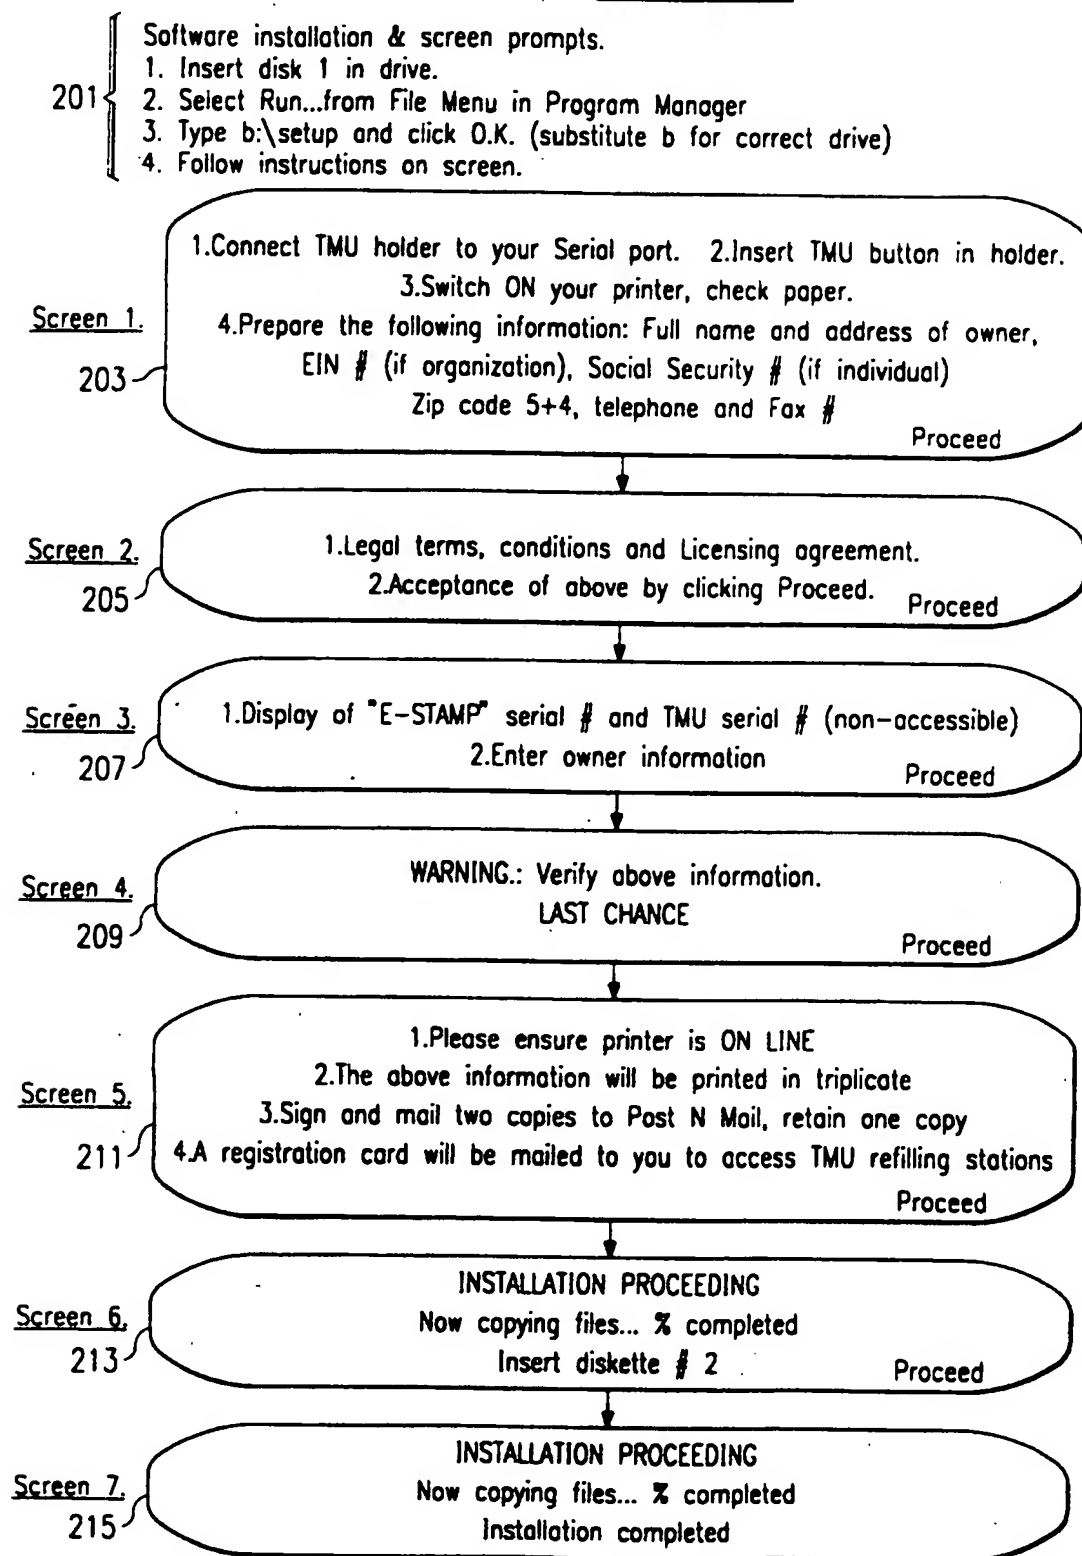 Software installation & screen prompts.
1. Insert disk 1 in drive.
201
2. Select Run...from File Menu in Program Manager
3. Type b:\setup and click O.K. (substitute b for correct drive)
4. Follow instructions on screen.
1.Connect TMU holder to your Serial port. 2.Insert TMU button in holder.
3.Switch ON your printer, check paper.
Screen 1.
4.Prepare the following information: Full name and address of owner,
203
EIN # (if organization), Social Security # (if individual)
Zip code 5+4, telephone and Fax #
Proceed
Screen 2.
1.Legal terms, conditions and Licensing agreement.
205
2.Acceptance of above by clicking Proceed.
Proceed
Screen 3.
1.Display of "E-STAMP" serial # and TMU serial # (non-accessible)
207
2.Enter owner information
Proceed
Screen 4.
WARNING.: Verify above information.
209
LAST CHANCE
Proceed
1.Please ensure printer is ON LINE
2.The above information will be printed in triplicate
Screen 5.
3.Sign and mail two copies to Post N Mail, retain one copy
211
4.A registration card will be mailed to you to access TMU refilling stations
Proceed
INSTALLATION PROCEEDING
Screen 6.
Now copying files... % completed
213
Insert diskette # 2
Proceed
INSTALLATION PROCEEDING
Screen 7.
Now copying files... % completed
215
Installation completed